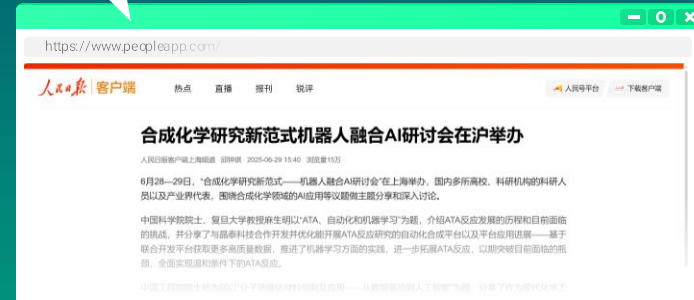 https://www.peopleapp.com/
人民日报 客户端 热点 直播 报刊 锐评 人民号平台 下载客户端
合成化学研究新范式机器人融合AI研讨会在沪举办
人民日报客户端上海频道 2025-06-29 15:40 浏览量15万
6月28—29日，“合成化学研究新范式——机器人融合AI研讨会”在上海举办，国内多所高校、科研机构的科研人
员以及产业界代表，围绕合成化学领域的AI应用等议题做主题分享和深入讨论。
中国科学院院士、复旦大学教授麻生明以“ATA、自动化和机器学习”为题，介绍ATA反应发展的历程和目前面临
的挑战，并分享了与晶泰科技合作开发并优化能开展ATA反应研究的自动化合成平台以及平台应用进展——基于
联合开发平台获取更多高质量数据，推进了机器学习方面的实践，进一步拓展ATA反应，以期突破目前面临的瓶
颈，全面实现温和条件下的ATA反应。